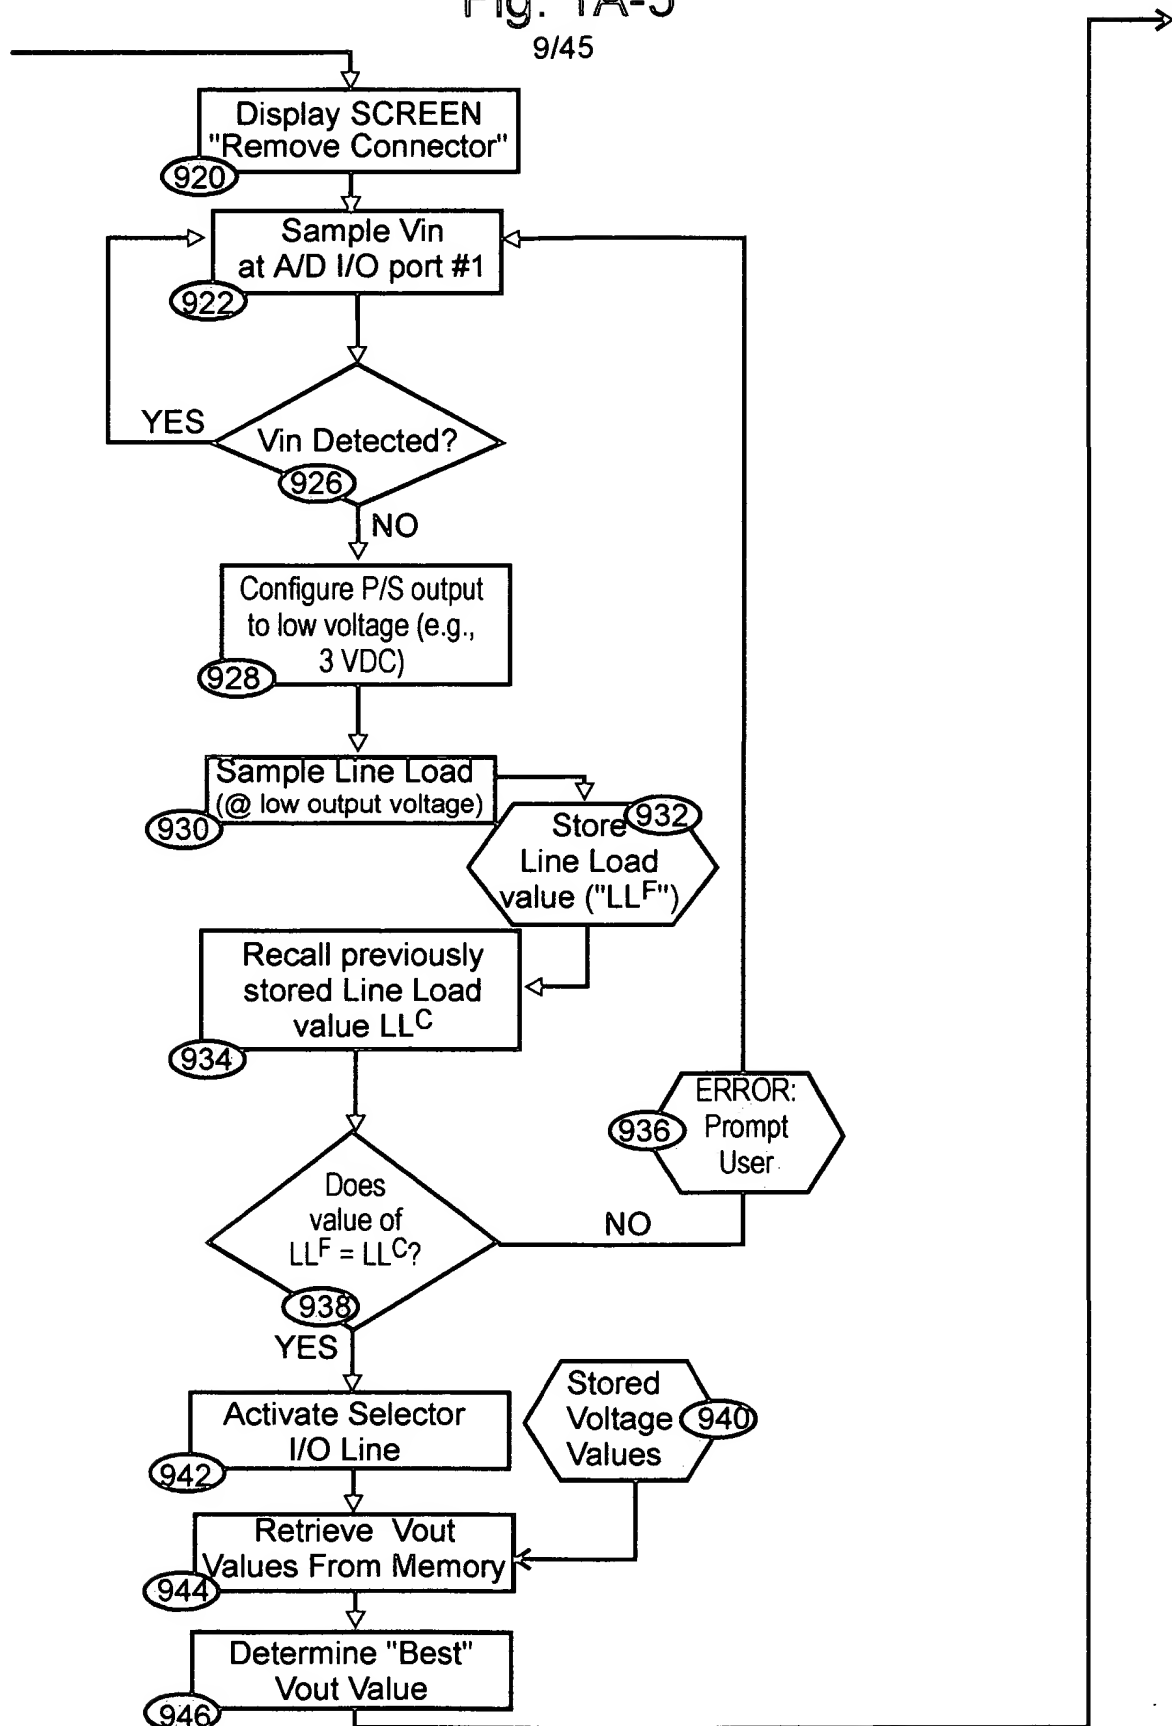 Fig. 1A-5
9/45
Display SCREEN
"Remove Connector"
920
Sample Vin
at A/D I/O port #1
922
YES
Vin Detected?
926
NO
Configure P/S output
to low voltage (e.g.,
3 VDC)
928
Sample Line Load
(@ low output voltage)
930
932
Store
Line Load
value ("LLF")
Recall previously
stored Line Load
value LLC
934
ERROR:
Prompt
User
936
Does
value of
LLF = LLC?
938
NO
YES
Activate Selector
I/O Line
942
Stored
Voltage
Values
940
Retrieve Vout
Values From Memory
944
Determine "Best"
Vout Value
946